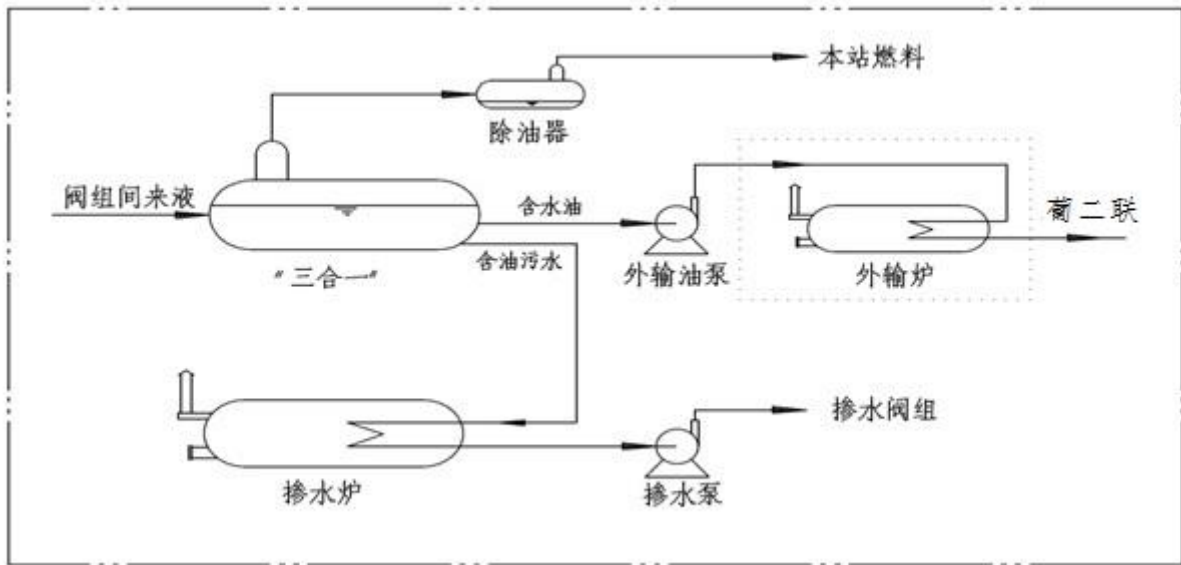 本站燃料
除油器
阀组间来液
含水油
葡二联
含油污水
"三合一"
外输油泵
外输炉
掺水阀组
掺水炉
掺水泵